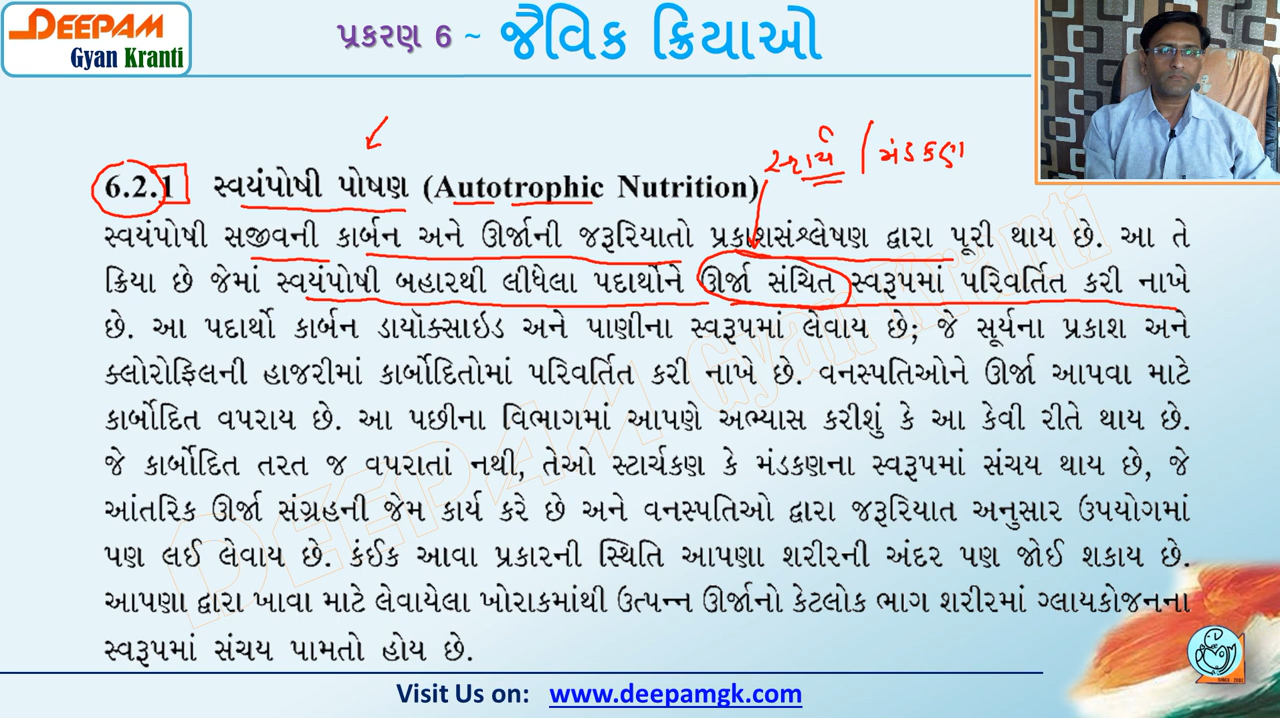 DEEPAM
Gyan Kranti
પ્રકરણ 6 ~ જૈવિક ક્રિયાઓ
સ્ટાર્ચ / મંડકણ
6.2.1 સ્વયંપોષી પોષણ (Autotrophic Nutrition)
સ્વયંપોષી સજીવની કાર્બન અને ઊર્જાની જરૂરિયાતો પ્રકાશસંશ્લેષણ દ્વારા પૂરી થાય છે. આ તે
ક્રિયા છે જેમાં સ્વયંપોષી બહારથી લીધેલા પદાર્થોને ઊર્જા સંચિત સ્વરૂપમાં પરિવર્તિત કરી નાખે
છે. આ પદાર્થો કાર્બન ડાયૉક્સાઇડ અને પાણીના સ્વરૂપમાં લેવાય છે; જે સૂર્યના પ્રકાશ અને
ક્લોરોફિલની હાજરીમાં કાર્બોદિતોમાં પરિવર્તિત કરી નાખે છે. વનસ્પતિઓને ઊર્જા આપવા માટે
કાર્બોદિત વપરાય છે. આ પછીના વિભાગમાં આપણે અભ્યાસ કરીશું કે આ કેવી રીતે થાય છે.
જે કાર્બોદિત તરત જ વપરાતાં નથી, તેઓ સ્ટાર્ચકણ કે મંડકણના સ્વરૂપમાં સંચય થાય છે, જે
આંતરિક ઊર્જા સંગ્રહની જેમ કાર્ય કરે છે અને વનસ્પતિઓ દ્વારા જરૂરિયાત અનુસાર ઉપયોગમાં
પણ લઈ લેવાય છે. કંઈક આવા પ્રકારની સ્થિતિ આપણા શરીરની અંદર પણ જોઈ શકાય છે.
આપણા દ્વારા ખાવા માટે લેવાયેલા ખોરાકમાંથી ઉત્પન્ન ઊર્જાનો કેટલોક ભાગ શરીરમાં ગ્લાયકોજનના
સ્વરૂપમાં સંચય પામતો હોય છે.
DEEPAM Gyan Kranti
Visit Us on: www.deepamgk.com